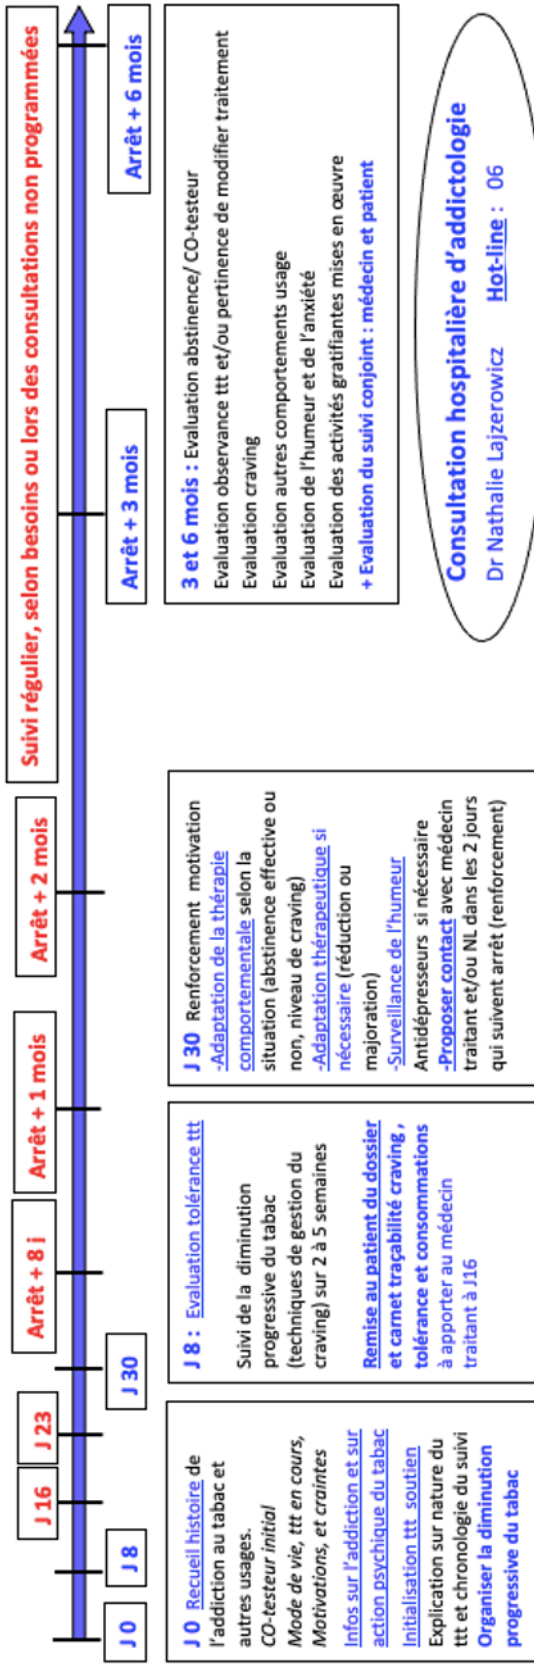 Suivi régulier, selon besoins ou lors des consultations non programmées
J 16
J 23
Arrêt + 8 j
Arrêt + 1 mois
Arrêt + 2 mois
J 0
J 8
J 30
Arrêt + 3 mois
Arrêt + 6 mois
J 0 Recueil histoire de
l'addiction au tabac et
autres usages.
CO-testeur initial
Mode de vie, ttt en cours,
Motivations, et craintes
Infos sur l'addiction et sur
action psychique du tabac
Initialisation ttt soutien
Explication sur nature du
ttt et chronologie du suivi
Organiser la diminution
progressive du tabac
J 8 : Evaluation tolérance ttt
Suivi de la diminution
progressive du tabac
(techniques de gestion du
craving) sur 2 à 5 semaines
Remise au patient du dossier
et carnet traçabilité craving ,
tolérance et consommations
à apporter au médecin
traitant à J16
J 30 Renforcement motivation
-Adaptation de la thérapie
comportementale selon la
situation (abstinence effective ou
non, niveau de craving)
-Adaptation thérapeutique si
nécessaire (réduction ou
majoration)
-Surveillance de l'humeur
Antidépresseurs si nécessaire
-Proposer contact avec médecin
traitant et/ou NL dans les 2 jours
qui suivent arrêt (renforcement)
3 et 6 mois : Evaluation abstinence/ CO-testeur
Evaluation observance ttt et/ou pertinence de modifier traitement
Evaluation craving
Evaluation autres comportements usage
Evaluation de l'humeur et de l'anxiété
Evaluation des activités gratifiantes mises en œuvre
+ Evaluation du suivi conjoint : médecin et patient
Consultation hospitalière d'addictologie
Dr Nathalie Lajzerowicz Hot-line : 06